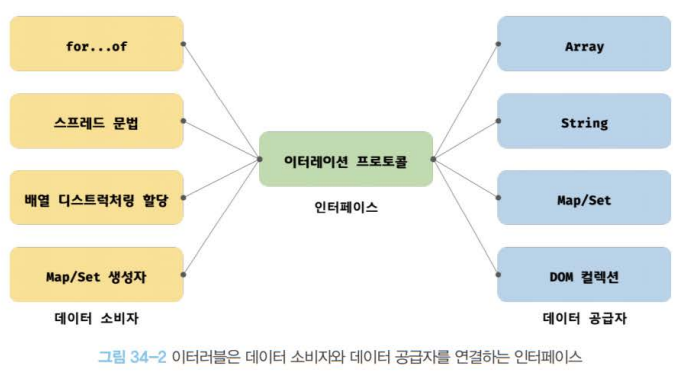 for...of
스프레드 문법
배열 디스트럭처링 할당
Map/Set 생성자
데이터 소비자
이터레이션 프로토콜
인터페이스
Array
String
Map/Set
DOM 컬렉션
데이터 공급자
그림 34-2 이터러블은 데이터 소비자와 데이터 공급자를 연결하는 인터페이스